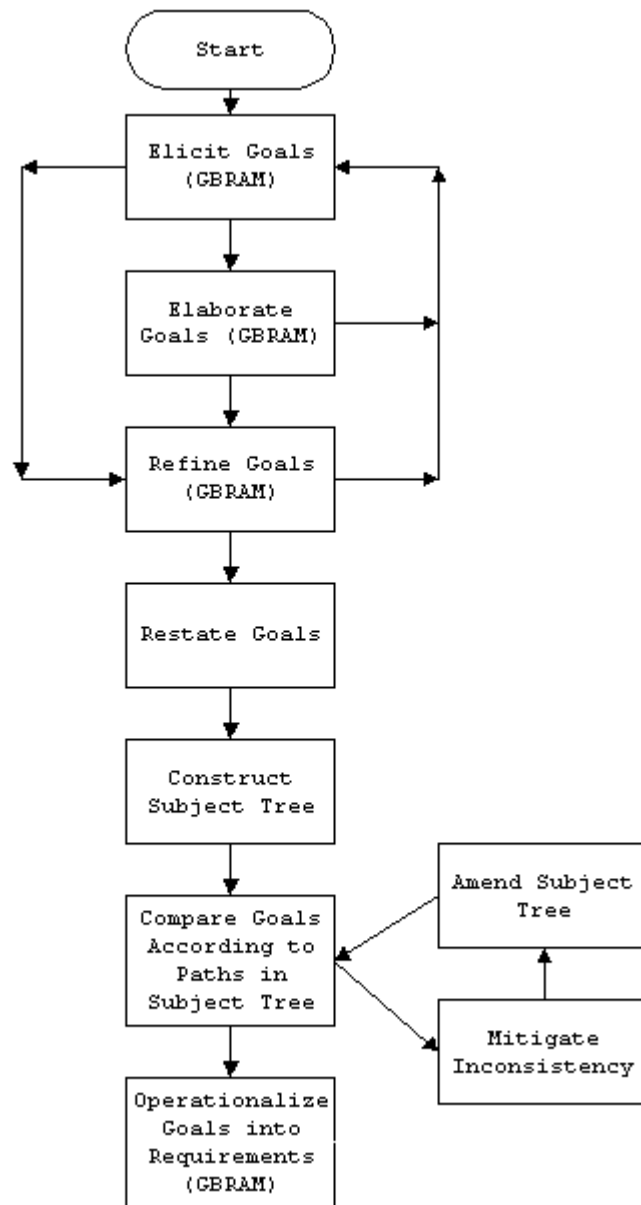 Start
Elicit Goals
(GBRAM)
Elaborate
Goals (GBRAM)
Refine Goals
(GBRAM)
Restate Goals
Construct
Subject Tree
Compare Goals
According to
Paths in
Subject Tree
Amend Subject
Tree
Mitigate
Inconsistency
Operationalize
Goals into
Requirements
(GBRAM)